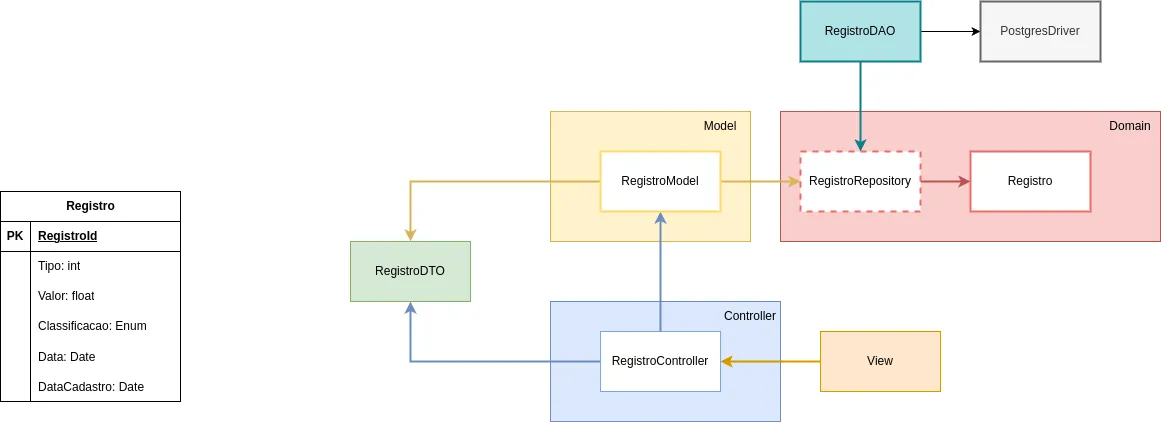 RegistroDAO
PostgresDriver
Model
Domain
RegistroModel
RegistroRepository
Registro
Registro
PK
RegistroId
Tipo: int
Valor: float
Classificacao: Enum
Data: Date
DataCadastro: Date
RegistroDTO
Controller
RegistroController
View